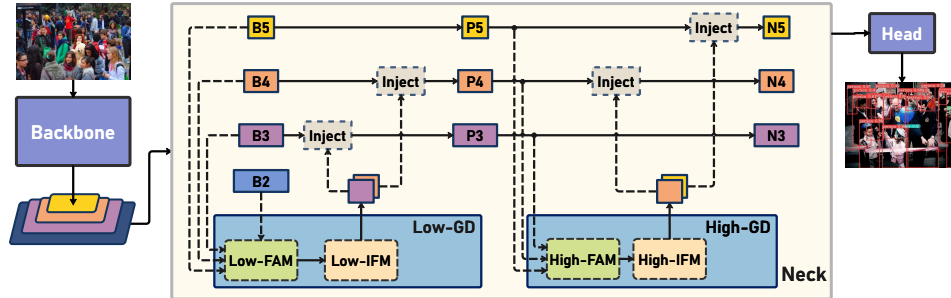 B5
P5
Inject
N5
Head
B4
Inject
P4
Inject
N4
Backbone
B3
Inject
P3
N3
B2
Low-GD
High-GD
Low-FAM
Low-IFM
High-FAM
High-IFM
Neck